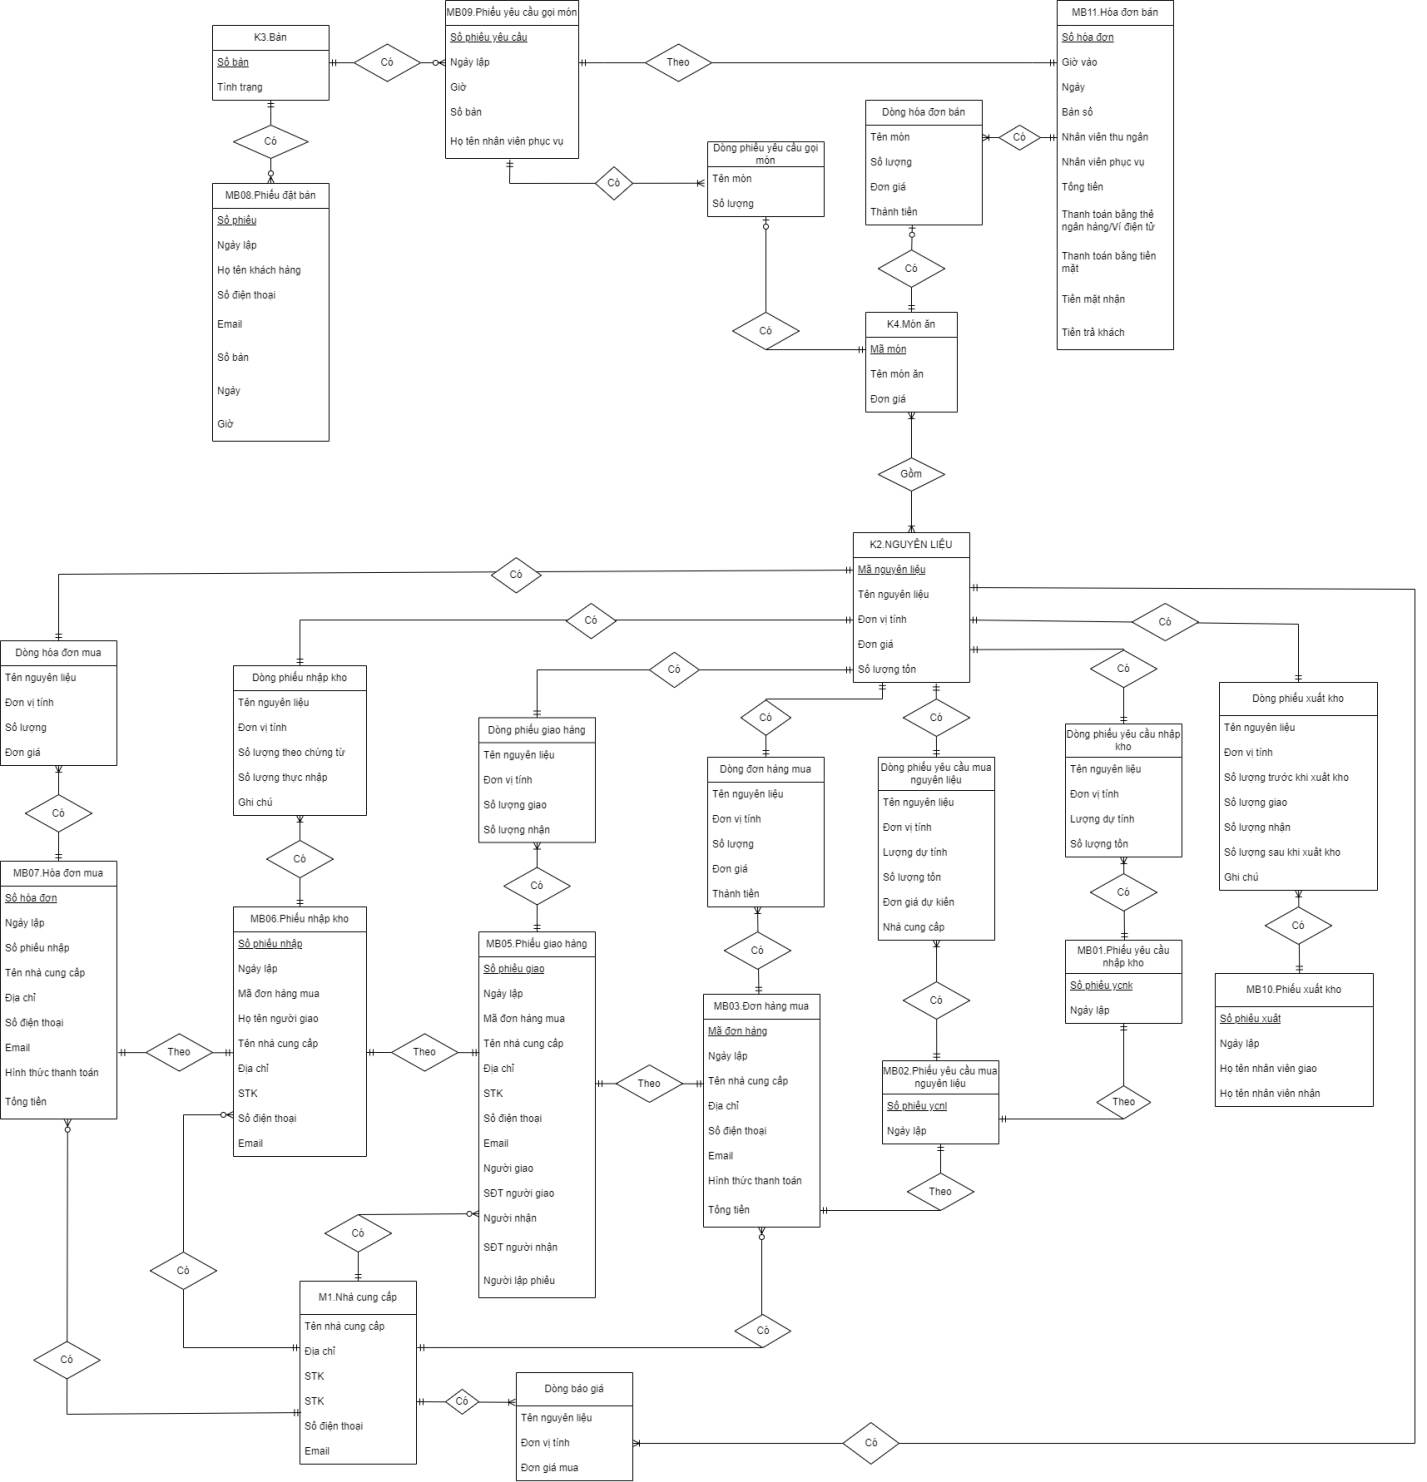 MB09.Phiếu yêu cầu gọi món
Số phiếu yêu cầu
Ngày lập
Giờ
Số bàn
Họ tên nhân viên phục vụ
MB11.Hóa đơn bán
Số hóa đơn
Giờ vào
Ngày
Bàn số
Nhân viên thu ngân
Nhân viên phục vụ
Tổng tiền
Thanh toán bằng thẻ
ngân hàng/Ví điện tử
Thanh toán bằng tiền
mặt
Tiền mặt nhận
Tiền trả khách
K3.Bàn
Số bàn
Tình trạng
Có
Theo
Có
MB08.Phiếu đặt bàn
Số phiếu
Ngày lập
Họ tên khách hàng
Số điện thoại
Email
Số bàn
Ngày
Giờ
Có
Dòng phiếu yêu cầu gọi
món
Tên món
Số lượng
Dòng hóa đơn bán
Tên món
Số lượng
Đơn giá
Thành tiền
Có
Có
Có
K4.Món ăn
Mã món
Tên món ăn
Đơn giá
Gồm
K2.NGUYÊN LIỆU
Mã nguyên liệu
Tên nguyên liệu
Đơn vị tính
Đơn giá
Số lượng tồn
Có
Có
Có
Có
Có
Có
Có
Dòng hóa đơn mua
Tên nguyên liệu
Đơn vị tính
Số lượng
Đơn giá
Có
Dòng phiếu nhập kho
Tên nguyên liệu
Đơn vị tính
Số lượng theo chứng từ
Số lượng thực nhập
Ghi chú
Có
Dòng phiếu giao hàng
Tên nguyên liệu
Đơn vị tính
Số lượng giao
Số lượng nhận
Có
Dòng đơn hàng mua
Tên nguyên liệu
Đơn vị tính
Số lượng
Đơn giá
Thành tiền
Có
Dòng phiếu yêu cầu mua
nguyên liệu
Tên nguyên liệu
Đơn vị tính
Lượng dự tính
Số lượng tồn
Đơn giá dự kiến
Nhà cung cấp
Có
Dòng phiếu yêu cầu nhập
kho
Tên nguyên liệu
Đơn vị tính
Lượng dự tính
Số lượng tồn
Có
Dòng phiếu xuất kho
Tên nguyên liệu
Đơn vị tính
Số lượng trước khi xuất kho
Số lượng giao
Số lượng nhận
Số lượng sau khi xuất kho
Ghi chú
Có
MB07.Hóa đơn mua
Số hóa đơn
Ngày lập
Số phiếu nhập
Tên nhà cung cấp
Địa chỉ
Số điện thoại
Email
Hình thức thanh toán
Tổng tiền
Theo
MB06.Phiếu nhập kho
Số phiếu nhập
Ngày lập
Mã đơn hàng mua
Họ tên người giao
Tên nhà cung cấp
Địa chỉ
STK
Số điện thoại
Email
Theo
MB05.Phiếu giao hàng
Số phiếu giao
Ngày lập
Mã đơn hàng mua
Tên nhà cung cấp
Địa chỉ
STK
Số điện thoại
Email
Người giao
SĐT người giao
Người nhận
SĐT người nhận
Người lập phiếu
Theo
MB03.Đơn hàng mua
Mã đơn hàng
Ngày lập
Tên nhà cung cấp
Địa chỉ
Số điện thoại
Email
Hình thức thanh toán
Tổng tiền
MB02.Phiếu yêu cầu mua
nguyên liệu
Số phiếu ycnl
Ngày lập
Theo
MB01.Phiếu yêu cầu
nhập kho
Số phiếu ycnk
Ngày lập
Theo
MB10.Phiếu xuất kho
Số phiếu xuất
Ngày lập
Họ tên nhân viên giao
Họ tên nhân viên nhận
Có
Có
Có
Có
M1.Nhà cung cấp
Tên nhà cung cấp
Địa chỉ
STK
STK
Số điện thoại
Email
Có
Dòng báo giá
Tên nguyên liệu
Đơn vị tính
Đơn giá mua
Có